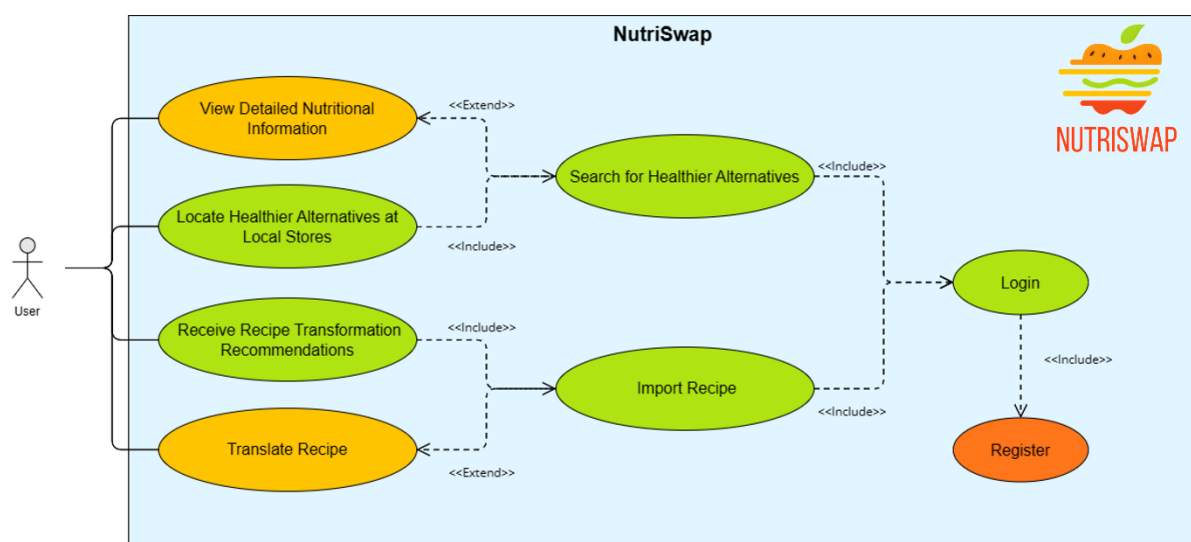 NutriSwap
NUTRISWAP
View Detailed Nutritional
Information
<<Extend>>
Search for Healthier Alternatives
<<Include>>
Locate Healthier Alternatives at
Local Stores
<<Include>>
User
Login
Receive Recipe Transformation
Recommendations
<<Include>>
<<Include>>
Import Recipe
<<Include>>
Translate Recipe
<<Extend>>
Register